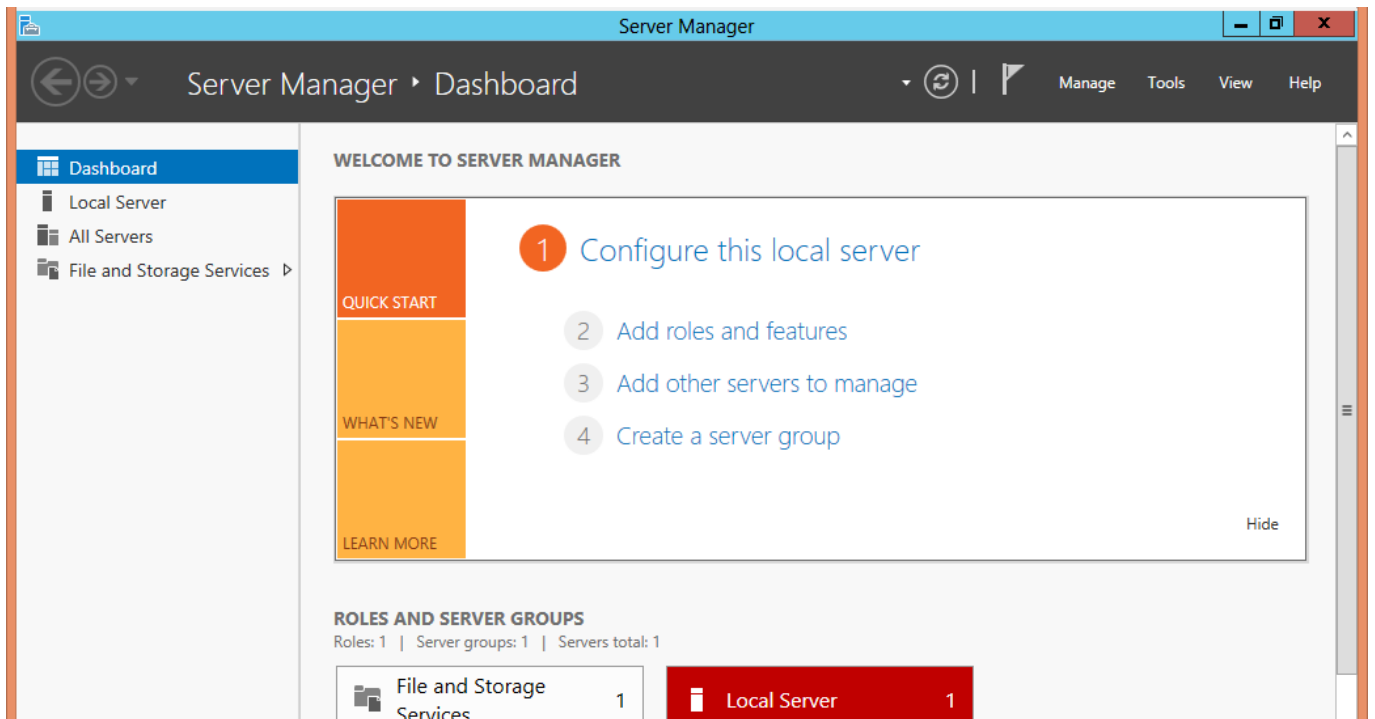 Server Manager
Server Manager ‣ Dashboard
Manage Tools View Help
Dashboard
Local Server
All Servers
File and Storage Services
WELCOME TO SERVER MANAGER
QUICK START
WHAT'S NEW
LEARN MORE
1 Configure this local server
2 Add roles and features
3 Add other servers to manage
4 Create a server group
Hide
ROLES AND SERVER GROUPS
Roles: 1 | Server groups: 1 | Servers total: 1
File and Storage
Services
1
Local Server 1